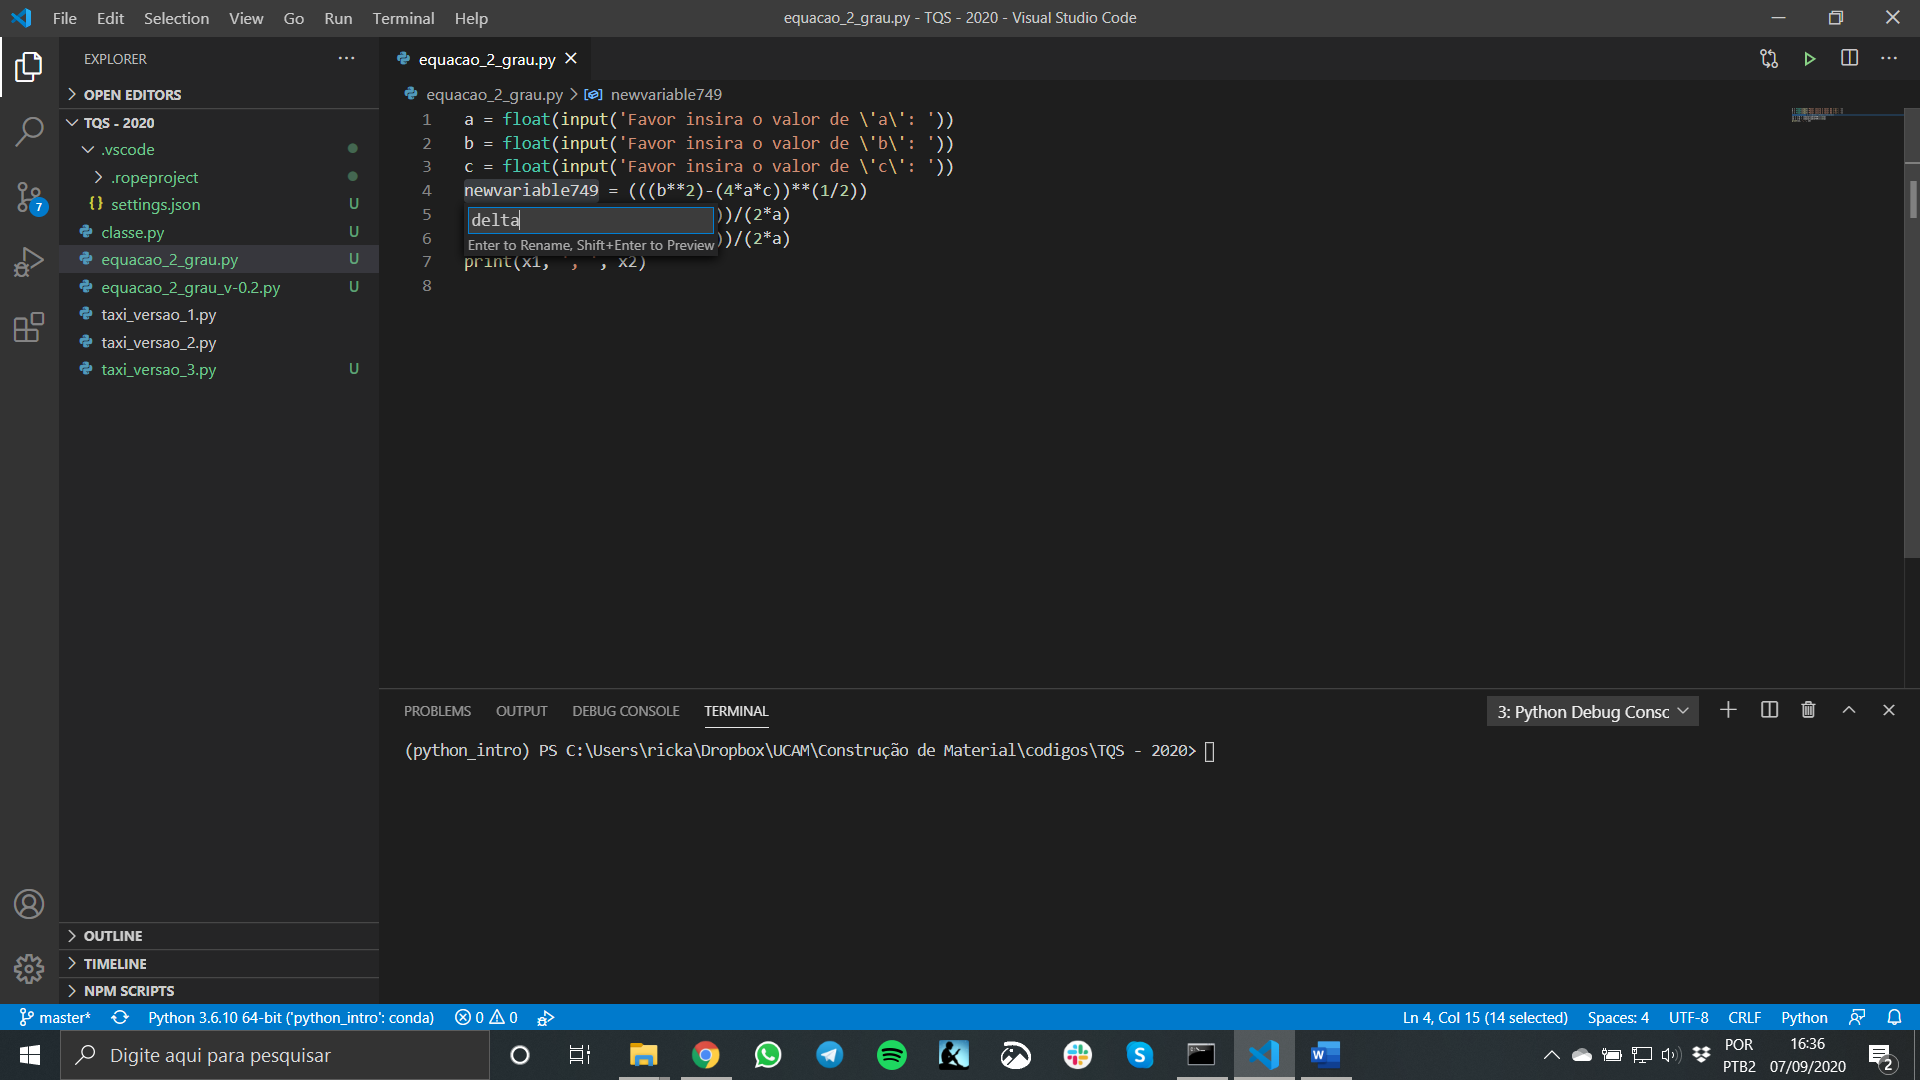 File Edit Selection View Go Run Terminal Help
equacao_2_grau.py - TQS - 2020 - Visual Studio Code
EXPLORER
OPEN EDITORS
TQS - 2020
.vscode
.ropeproject
settings.json U
classe.py U
equacao_2_grau.py U
equacao_2_grau_v-0.2.py U
taxi_versao_1.py
taxi_versao_2.py
taxi_versao_3.py U
OUTLINE
TIMELINE
NPM SCRIPTS
7
equacao_2_grau.py
equacao_2_grau.py > newvariable749
1 a = float(input('Favor insira o valor de \'a\': '))
2 b = float(input('Favor insira o valor de \'b\': '))
3 c = float(input('Favor insira o valor de \'c\': '))
4 newvariable749 = (((b**2)-(4*a*c))**(1/2))
5 ))/(2*a)
6 ))/(2*a)
delta
Enter to Rename, Shift+Enter to Preview
7 print(x1, ', ', x2)
8
PROBLEMS OUTPUT DEBUG CONSOLE TERMINAL
3: Python Debug Consc
(python_intro) PS C:\Users\ricka\Dropbox\UCAM\Construção de Material\codigos\TQS - 2020>
master* Python 3.6.10 64-bit ('python_intro': conda) 0 0
Ln 4, Col 15 (14 selected) Spaces: 4 UTF-8 CRLF Python
Digite aqui para pesquisar
POR
PTB2
16:36
07/09/2020
2